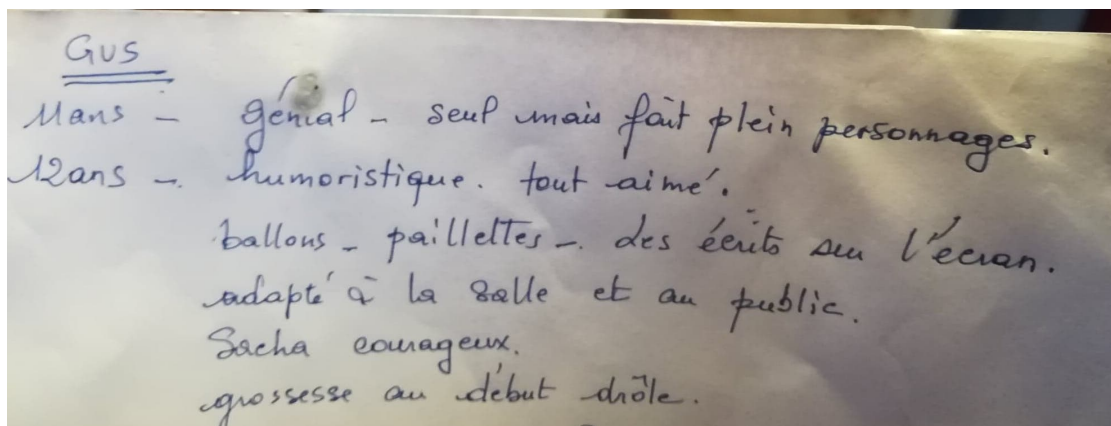 GUS
11ans - génial - seul mais fait plein personnages.
12ans - humoristique. tout aimé.
ballons - paillettes - des écrits sur l'écran.
adapté à la salle et au public.
Sacha courageux.
grossesse au début drôle.